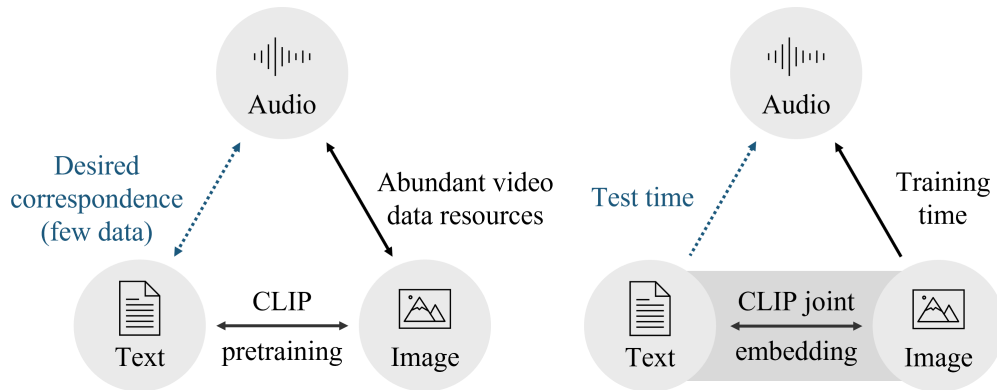 Audio
Desired
correspondence
(few data)
Abundant video
data resources
CLIP
pretraining
Text
Image
Audio
Test time
Training
time
CLIP joint
embedding
Text
Image